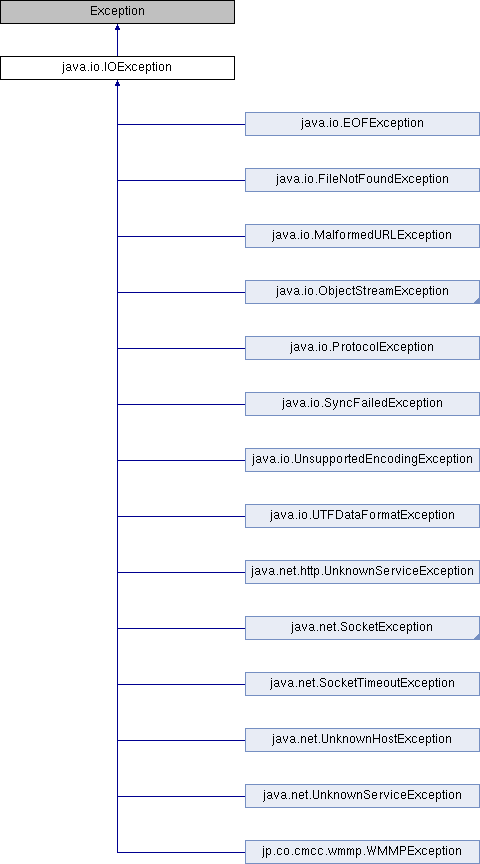 Exception
java.io.IOException
java.io.EOFException
java.io.FileNotFoundException
java.io.MalformedURLException
java.io.ObjectStreamException
java.io.ProtocolException
java.io.SyncFailedException
java.io.UnsupportedEncodingException
java.io.UTFDataFormatException
java.net.http.UnknownServiceException
java.net.SocketException
java.net.SocketTimeoutException
java.net.UnknownHostException
java.net.UnknownServiceException
jp.co.cmcc.wmmp.WMMPException